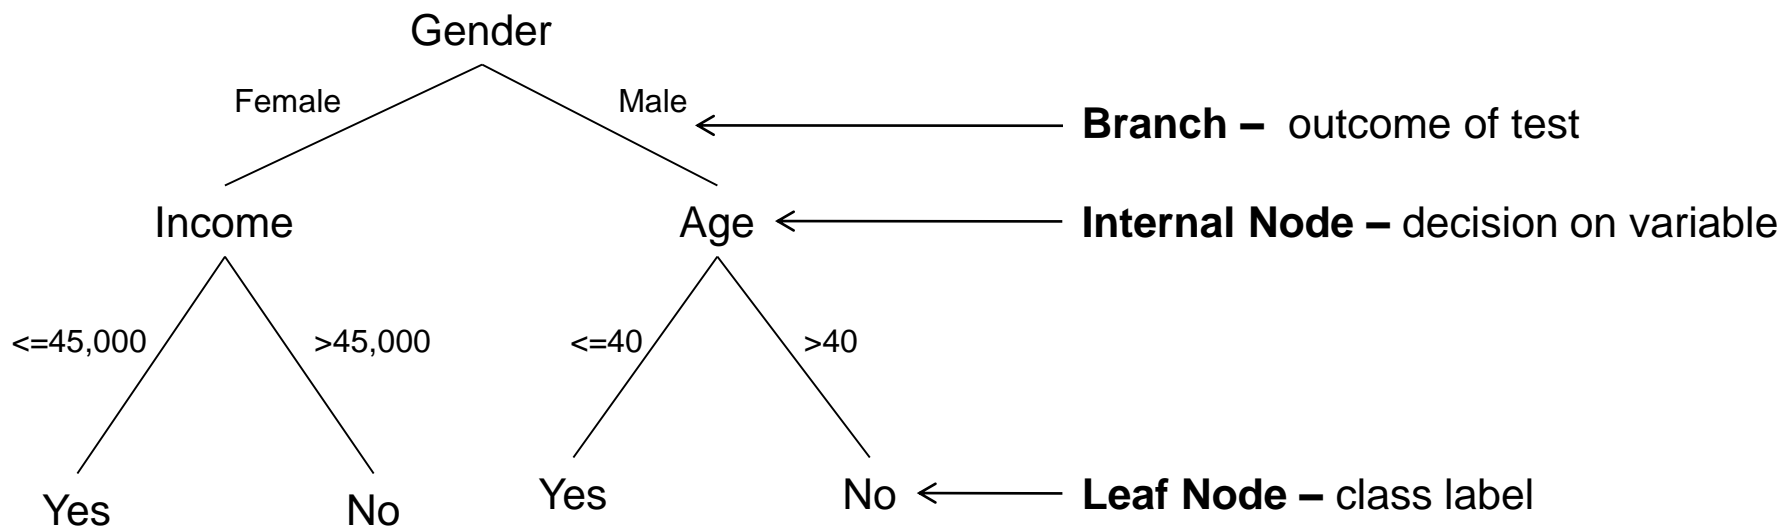 Gender
Female
Male
Branch – outcome of test
Income
Age
Internal Node – decision on variable
<=45,000
>45,000
<=40
>40
Yes
No
Yes
No
Leaf Node – class label